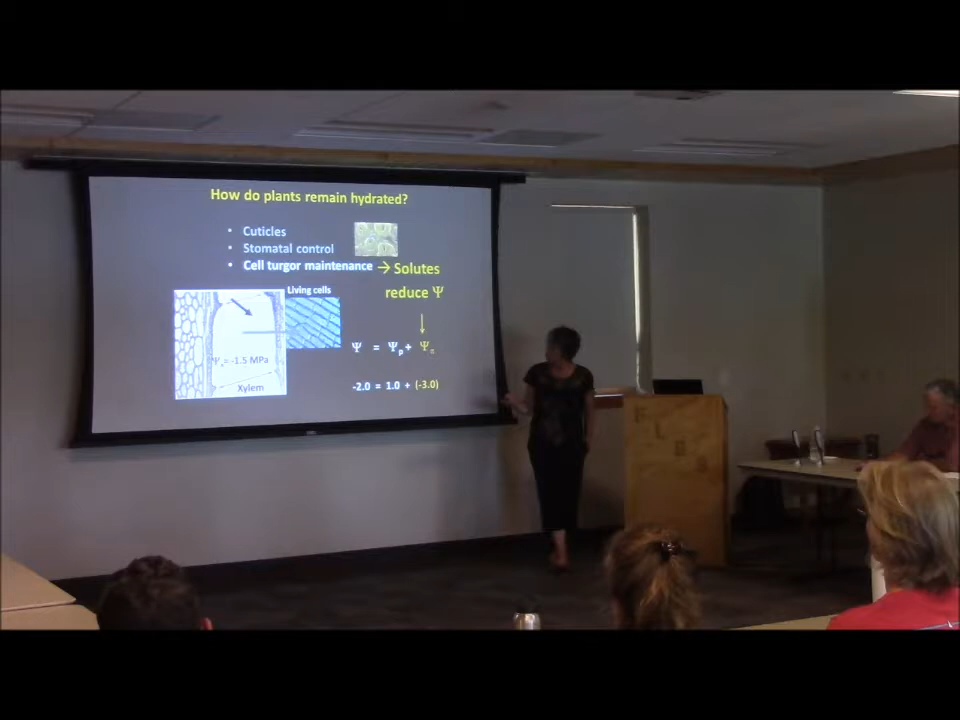 How do plants remain hydrated?
• Cuticles
• Stomatal control
• Cell turgor maintenance → Solutes
reduce Ψ
Living cells
Ψ = Ψp + Ψπ
= -1.5 MPa
Xylem
-2.0 = 1.0 + (-3.0)
F L B S